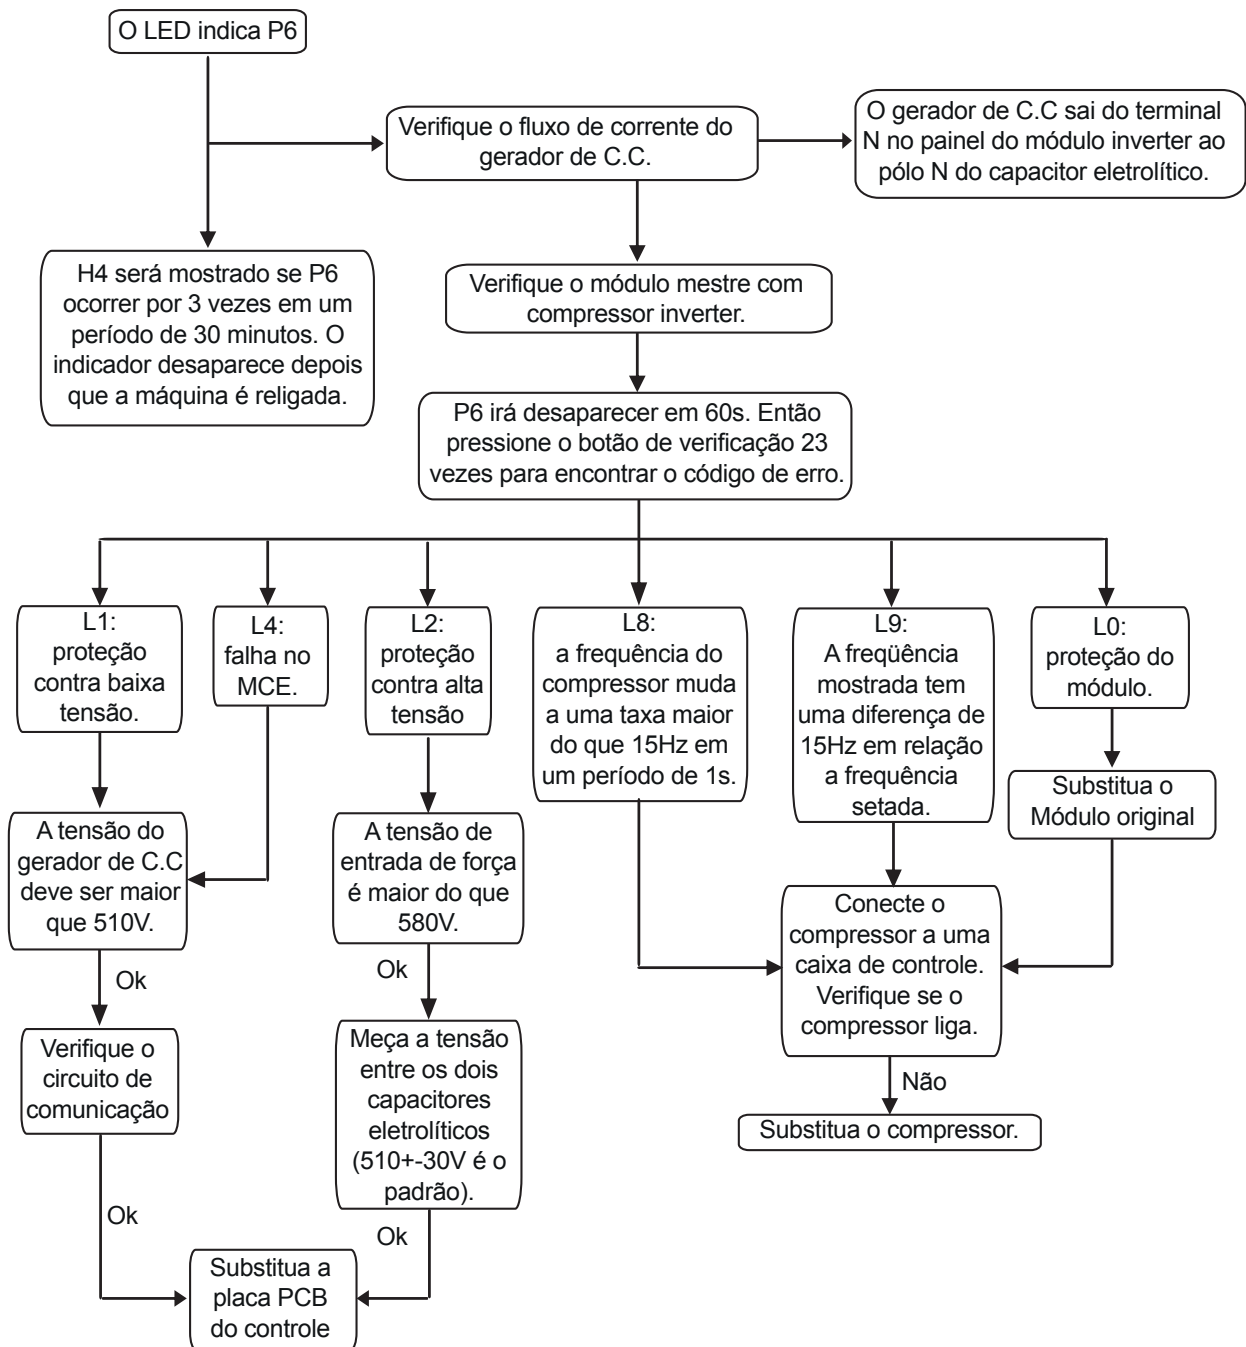 O LED indica P6
Verifique o fluxo de corrente do
gerador de C.C.
O gerador de C.C sai do terminal
N no painel do módulo inverter ao
pólo N do capacitor eletrolítico.
H4 será mostrado se P6
ocorrer por 3 vezes em um
período de 30 minutos. O
indicador desaparece depois
que a máquina é religada.
Verifique o módulo mestre com
compressor inverter.
P6 irá desaparecer em 60s. Então
pressione o botão de verificação 23
vezes para encontrar o código de erro.
L1:
proteção
contra baixa
tensão.
L4:
falha no
MCE.
L2:
proteção
contra alta
tensão
L8:
a frequência do
compressor muda
a uma taxa maior
do que 15Hz em
um período de 1s.
L9:
A freqüência
mostrada tem
uma diferença de
15Hz em relação
a frequência
setada.
L0:
proteção do
módulo.
Substitua o
Módulo original
A tensão do
gerador de C.C
deve ser maior
que 510V.
A tensão de
entrada de força
é maior do que
580V.
Conecte o
compressor a uma
caixa de controle.
Verifique se o
compressor liga.
Ok
Ok
Verifique o
circuito de
comunicação
Meça a tensão
entre os dois
capacitores
eletrolíticos
(510+-30V é o
padrão).
Não
Substitua o compressor.
Ok
Ok
Substitua a
placa PCB
do controle